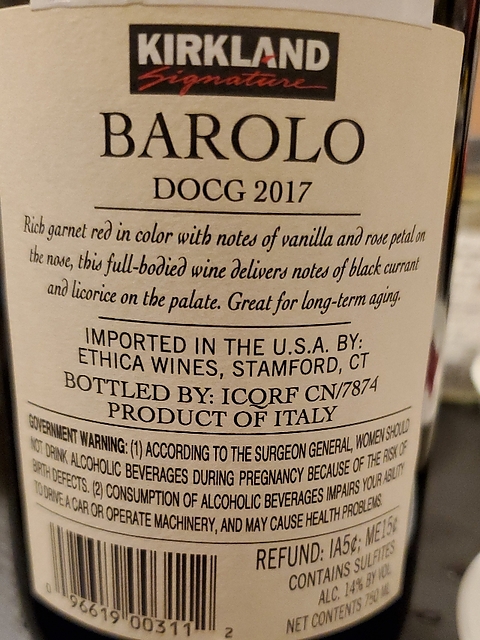 KIRKLAND
Signature
BAROLO
DOCG 2017
Rich garnet red in color with notes of vanilla and rose petal on
the nose, this full-bodied wine delivers notes of black currant
and licorice on the palate. Great for long-term aging.
IMPORTED IN THE U.S.A. BY:
ETHICA WINES, STAMFORD, CT
BOTTLED BY: ICQRF CN/7874
PRODUCT OF ITALY
GOVERNMENT WARNING: (1) ACCORDING TO THE SURGEON GENERAL, WOMEN SHOULD
NOT DRINK ALCOHOLIC BEVERAGES DURING PREGNANCY BECAUSE OF THE RISK OF
BIRTH DEFECTS. (2) CONSUMPTION OF ALCOHOLIC BEVERAGES IMPAIRS YOUR ABILITY
TO DRIVE A CAR OR OPERATE MACHINERY, AND MAY CAUSE HEALTH PROBLEMS.
REFUND: IA5¢; ME15¢
CONTAINS SULFITES
ALC. 14% BY VOL.
NET CONTENTS 750 ML
0 96619 00311 2